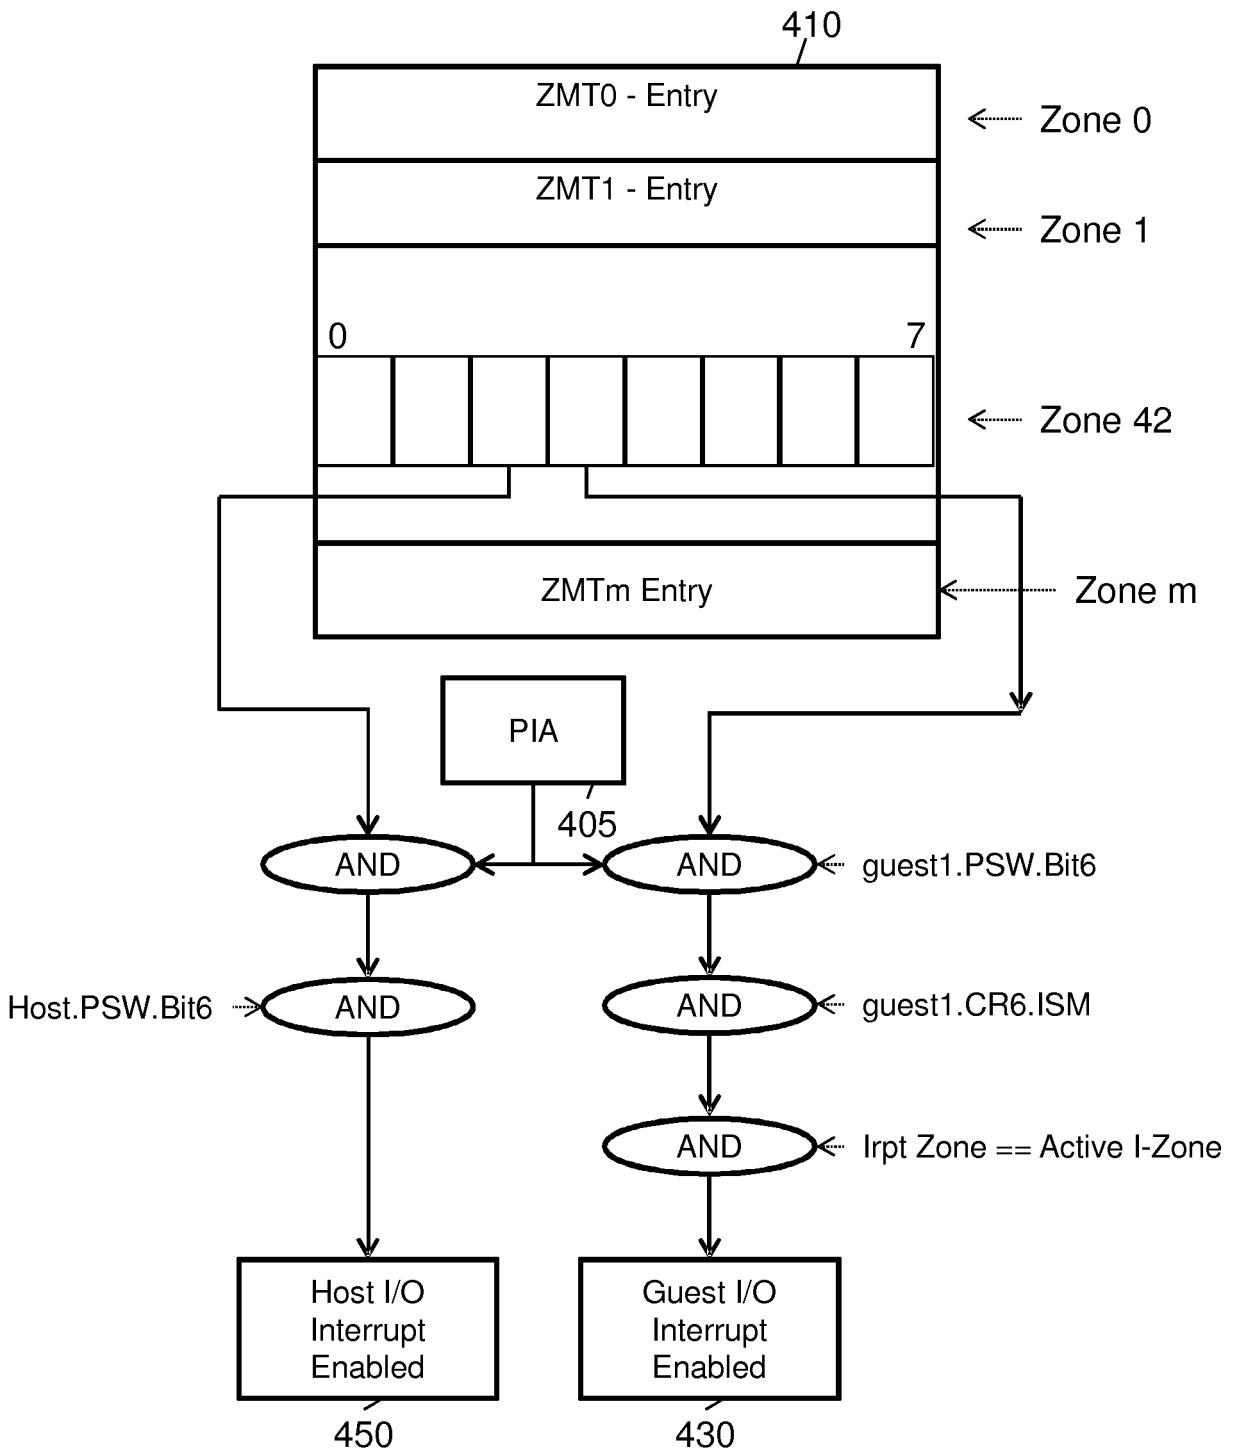 410
ZMT0 - Entry
Zone 0
ZMT1 - Entry
Zone 1
0 7
Zone 42
ZMTm Entry
Zone m
PIA
405
AND
AND
guest1.PSW.Bit6
Host.PSW.Bit6
AND
AND
guest1.CR6.ISM
AND
Irpt Zone == Active I-Zone
Host I/O
Interrupt
Enabled
Guest I/O
Interrupt
Enabled
450
430